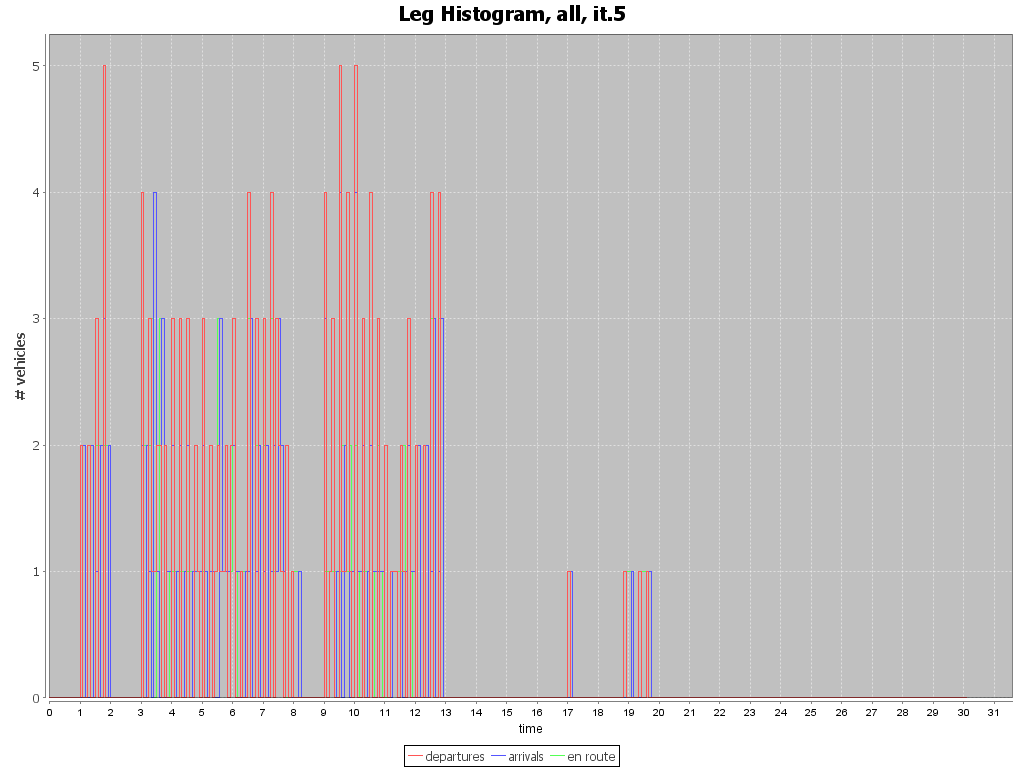 Leg Histogram, all, it.5
# vehicles
5
4
3
2
1
0
0 1 2 3 4 5 6 7 8 9 10 11 12 13 14 15 16 17 18 19 20 21 22 23 24 25 26 27 28 29 30 31
time
departures arrivals en route